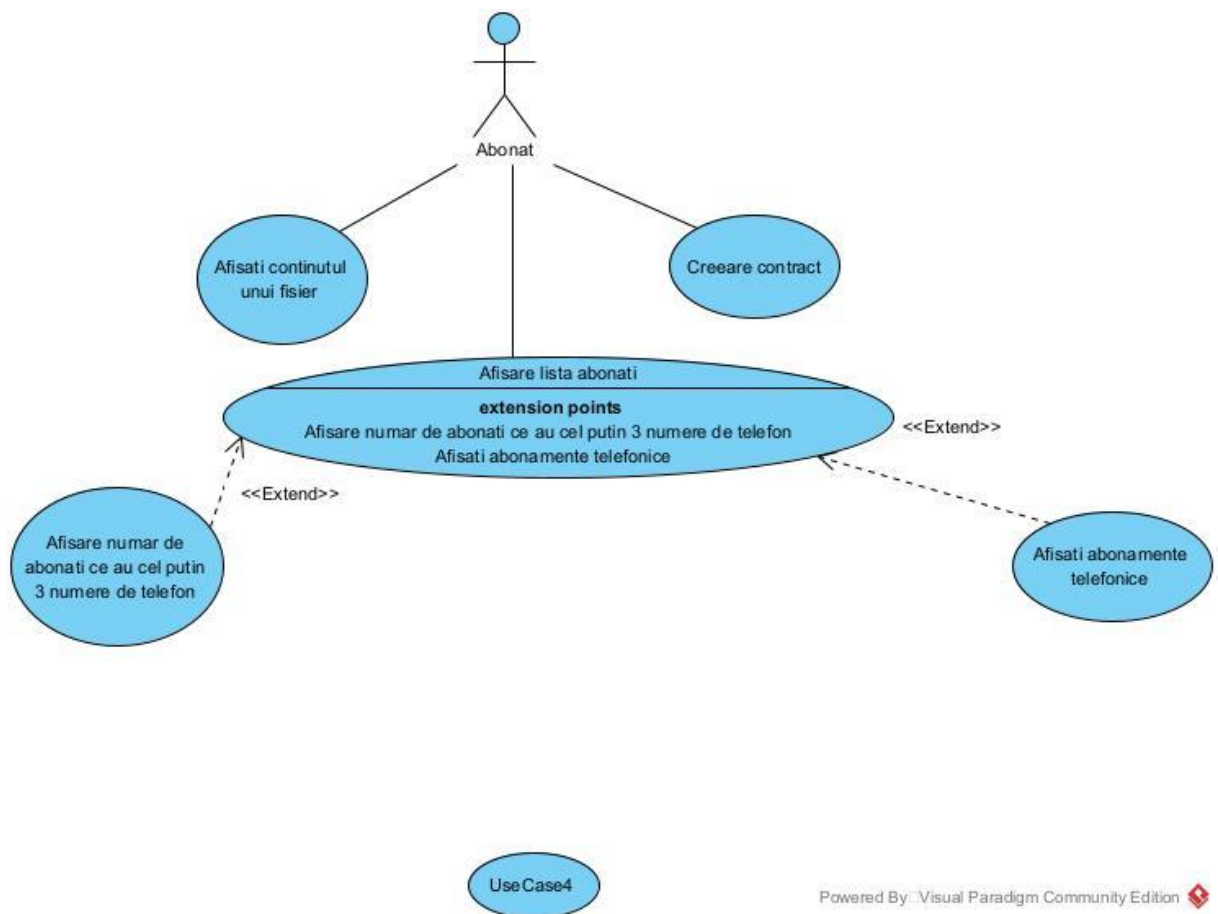 Abonat
Afisati continutul
unui fisier
Creeare contract
Afisare lista abonati
extension points
Afisare numar de abonati ce au cel putin 3 numere de telefon
Afisati abonamente telefonice
<<Extend>>
<<Extend>>
Afisare numar de
abonati ce au cel putin
3 numere de telefon
Afisati abonamente
telefonice
UseCase4
Powered By Visual Paradigm Community Edition